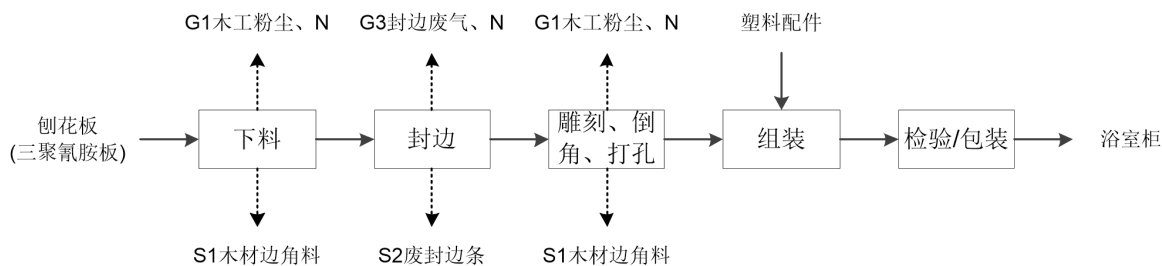 G1木工粉尘、N
G3封边废气、N
G1木工粉尘、N
塑料配件
刨花板
(三聚氰胺板)
下料
封边
雕刻、倒
角、打孔
组装
检验/包装
浴室柜
S1木材边角料
S2废封边条
S1木材边角料